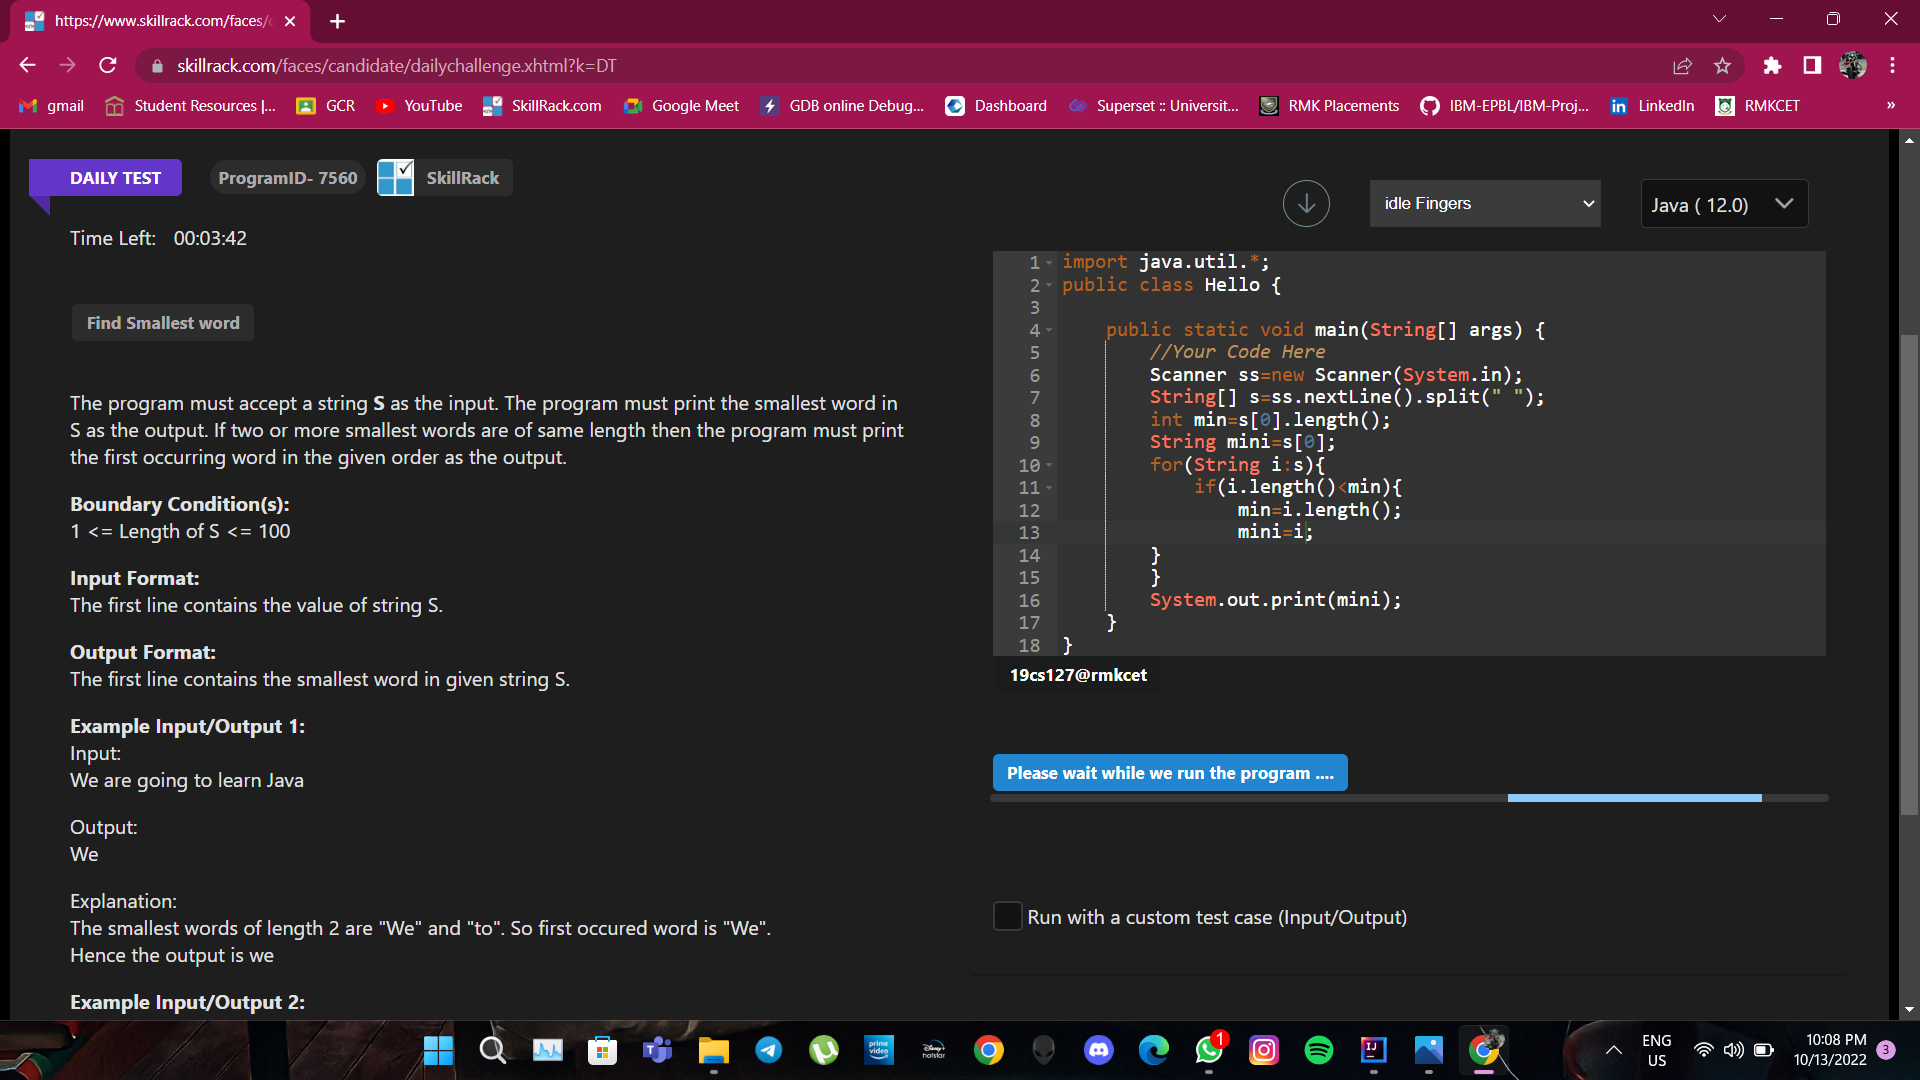 https://www.skillrack.com/faces/c
skillrack.com/faces/candidate/dailychallenge.xhtml?k=DT
gmail
Student Resources |...
GCR
YouTube
SkillRack.com
Google Meet
GDB online Debug...
Dashboard
Superset :: Universit...
RMK Placements
IBM-EPBL/IBM-Proj...
LinkedIn
RMKCET
»
DAILY TEST
ProgramID- 7560
SkillRack
Time Left: 00:03:42
Find Smallest word
The program must accept a string S as the input. The program must print the smallest word in
S as the output. If two or more smallest words are of same length then the program must print
the first occurring word in the given order as the output.
Boundary Condition(s):
1 <= Length of S <= 100
Input Format:
The first line contains the value of string S.
Output Format:
The first line contains the smallest word in given string S.
Example Input/Output 1:
Input:
We are going to learn Java
Output:
We
Explanation:
The smallest words of length 2 are "We" and "to". So first occured word is "We".
Hence the output is we
Example Input/Output 2:
idle Fingers
Java ( 12.0)
1 import java.util.*;
2 public class Hello {
3
4     public static void main(String[] args) {
5         //Your Code Here
6         Scanner ss=new Scanner(System.in);
7         String[] s=ss.nextLine().split(" ");
8         int min=s[0].length();
9         String mini=s[0];
10         for(String i:s){
11             if(i.length()<min){
12                 min=i.length();
13                 mini=i;
14         }
15         }
16         System.out.print(mini);
17     }
18 }
19cs127@rmkcet
Please wait while we run the program ....
Run with a custom test case (Input/Output)
prime video
Disney+ hotstar
1
ENG
US
10:08 PM
10/13/2022
3